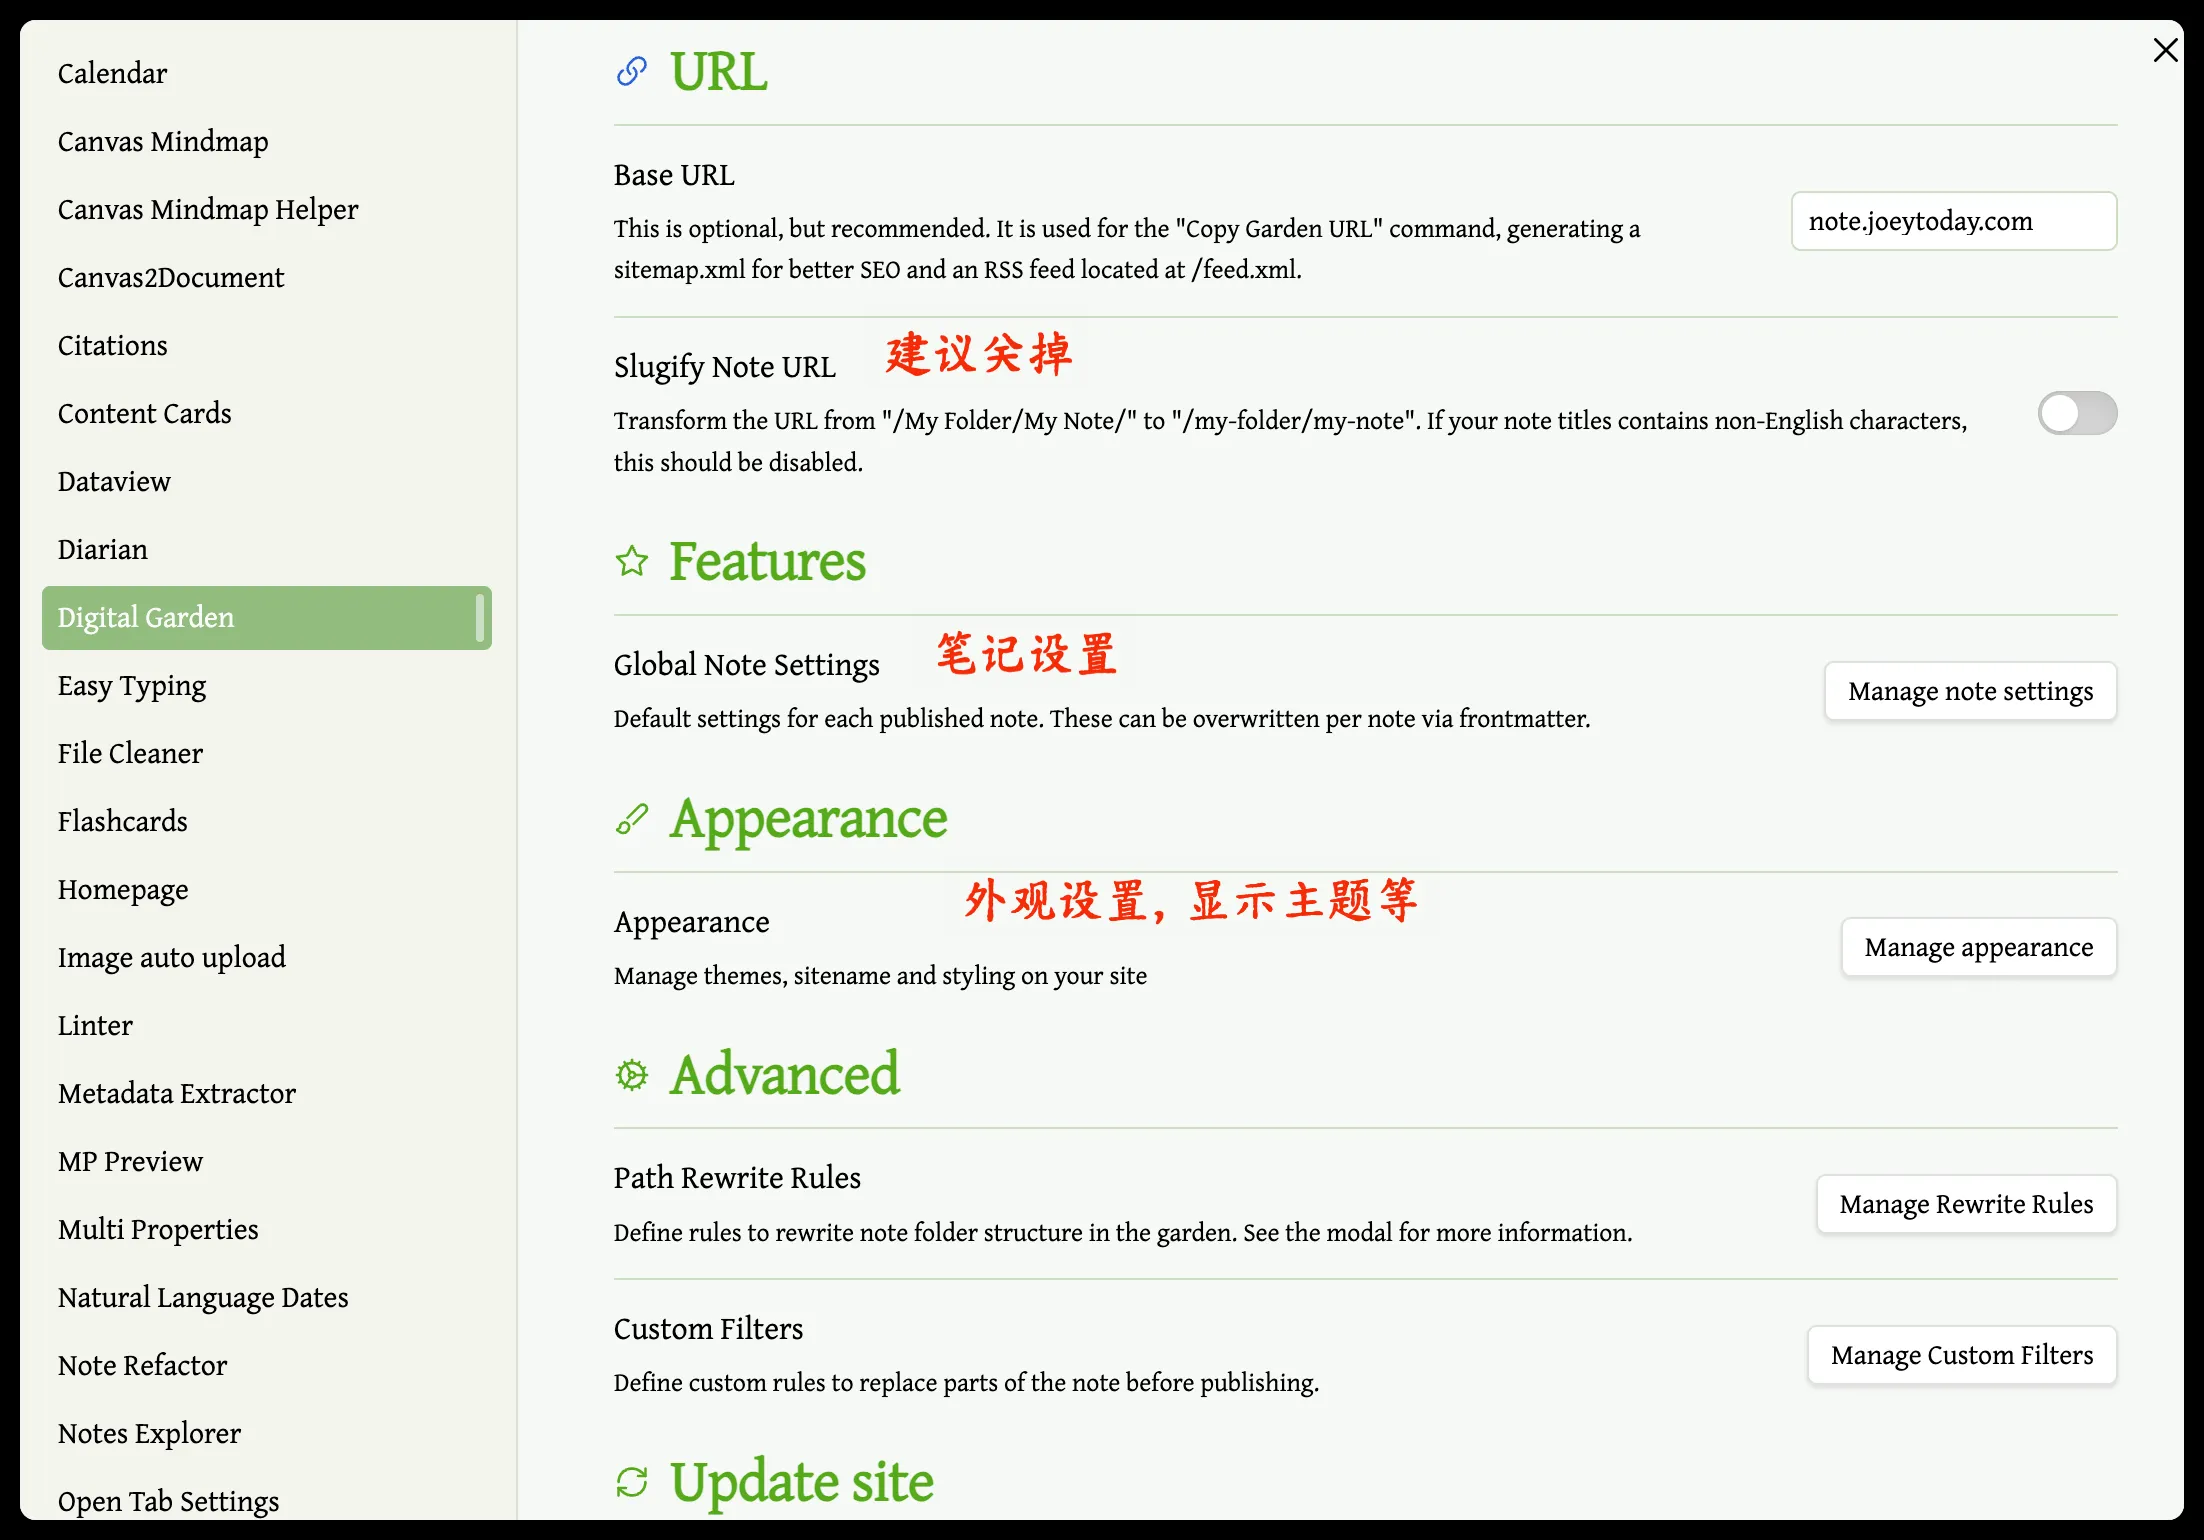 Calendar
Canvas Mindmap
Canvas Mindmap Helper
Canvas2Document
Citations
Content Cards
Dataview
Diarian
Digital Garden
Easy Typing
File Cleaner
Flashcards
Homepage
Image auto upload
Linter
Metadata Extractor
MP Preview
Multi Properties
Natural Language Dates
Note Refactor
Notes Explorer
Open Tab Settings
URL
Base URL
This is optional, but recommended. It is used for the "Copy Garden URL" command, generating a
sitemap.xml for better SEO and an RSS feed located at /feed.xml.
note.joeytoday.com
Slugify Note URL
建议关掉
Transform the URL from "/My Folder/My Note/" to "/my-folder/my-note". If your note titles contains non-English characters,
this should be disabled.
Features
Global Note Settings
笔记设置
Default settings for each published note. These can be overwritten per note via frontmatter.
Manage note settings
Appearance
Appearance
外观设置, 显示主题等
Manage themes, sitename and styling on your site
Manage appearance
Advanced
Path Rewrite Rules
Define rules to rewrite note folder structure in the garden. See the modal for more information.
Manage Rewrite Rules
Custom Filters
Define custom rules to replace parts of the note before publishing.
Manage Custom Filters
Update site